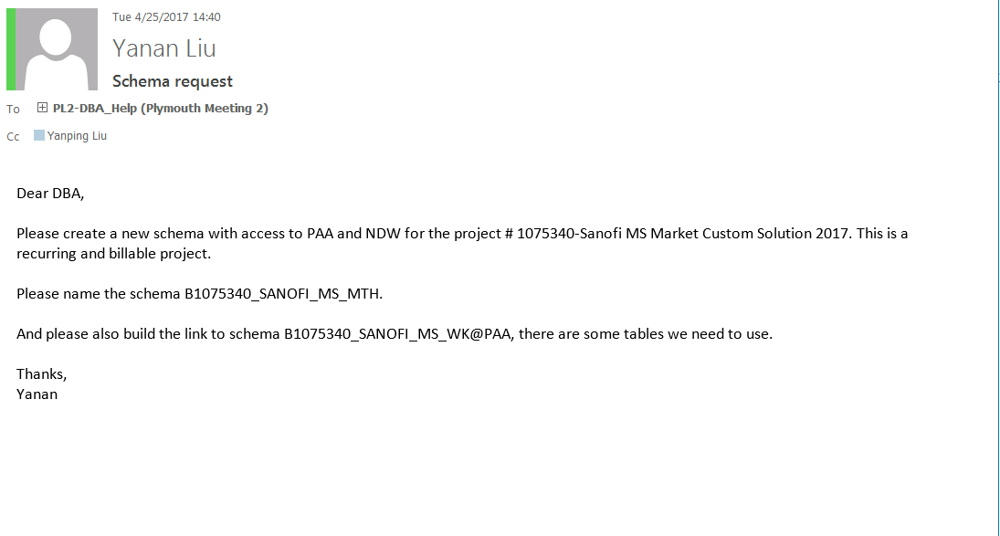 Tue 4/25/2017 14:40
Yanan Liu
Schema request
To PL2-DBA_Help (Plymouth Meeting 2)
Cc Yanping Liu
Dear DBA,
Please create a new schema with access to PAA and NDW for the project # 1075340-Sanofi MS Market Custom Solution 2017. This is a
recurring and billable project.
Please name the schema B1075340_SANOFI_MS_MTH.
And please also build the link to schema B1075340_SANOFI_MS_WK@PAA, there are some tables we need to use.
Thanks,
Yanan